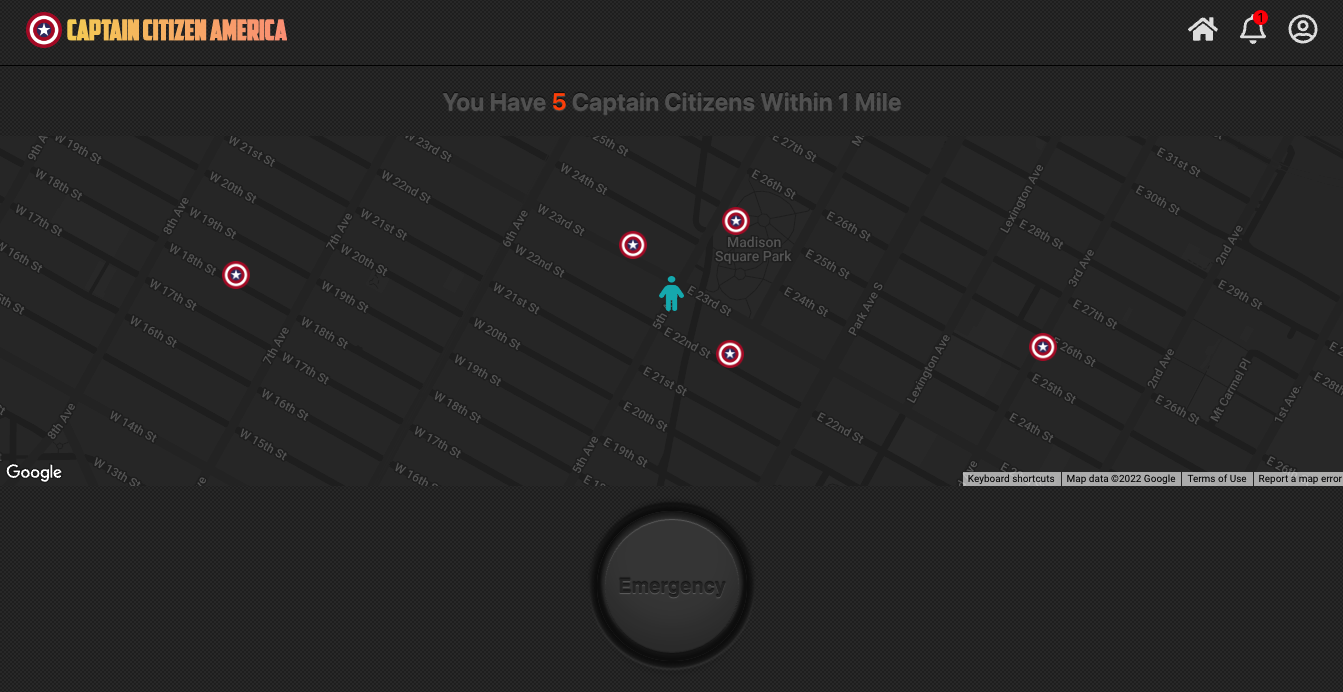 CAPTAIN CITIZEN AMERICA
1
You Have 5 Captain Citizens Within 1 Mile
9th A
W 19th St
W 21st St
W 23rd St
25th St
E 27th St
E 31st St
W 18th St
W 20th St
W 22nd St
W 24th St
E 26th St
Lexington Ave
E 30th St
W 17th St
8th Ave
W 19th St
7th Ave
W 21st St
6th Ave
W 23rd St
E 26th St
E 28th St
2nd Ave
W 16th St
W 18th St
W 20th St
W 22nd St
Madison
Square Park
E 25th St
3rd Ave
E 29th St
W 17th St
W 19th St
W 21st St
5th
E 23rd St
E 24th St
Park Ave S
E 27th St
W 16th St
7th Ave
W 18th St
W 20th St
E 22nd St
Lexington Ave
E 26th St
2nd Ave
W 17th St
W 19th St
E 21st St
E 25th St
Mt Carmel Pl
E 28th
8th Ave
W 14th St
W 16th St
W 18th St
E 20th St
E 22nd St
E 24th St
E 26th St
1st Ave
W 13th St
W 15th St
W 17th St
W 16th St
5th Ave
E 19th St
E 26th
Google
Keyboard shortcuts
Map data ©2022 Google
Terms of Use
Report a map error
Emergency